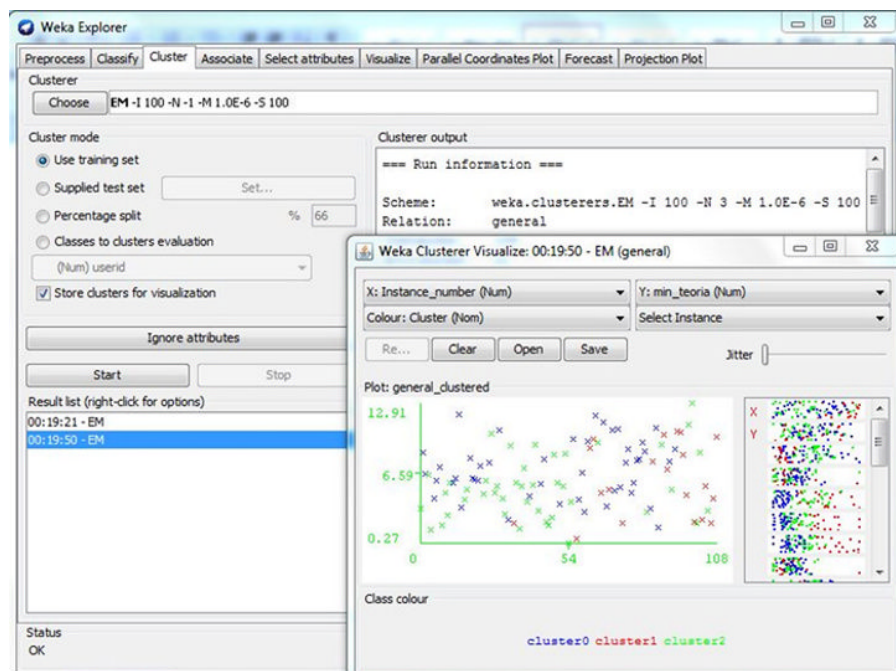 Weka Explorer
Preprocess Classify Cluster Associate Select attributes Visualize Parallel Coordinates Plot Forecast Projection Plot
Clusterer
Choose EM -I 100 -N -1 -M 1.0E-6 -S 100
Cluster mode
Use training set
Supplied test set Set...
Percentage split % 66
Classes to clusters evaluation
(Num) userid
Store clusters for visualization
Ignore attributes
Start Stop
Result list (right-click for options)
00:19:21 - EM
00:19:50 - EM
Status
OK
Clusterer output
=== Run information ===
Scheme: weka.clusterers.EM -I 100 -N 3 -M 1.0E-6 -S 100
Relation: general
Weka Clusterer Visualize: 00:19:50 - EM (general)
X: Instance_number (Num) Y: min_teoria (Num)
Colour: Cluster (Nom) Select Instance
Re... Clear Open Save Jitter
Plot: general_clustered
12.91
6.59
0.27
0 54 108
X
Y
Class colour
cluster0 cluster1 cluster2